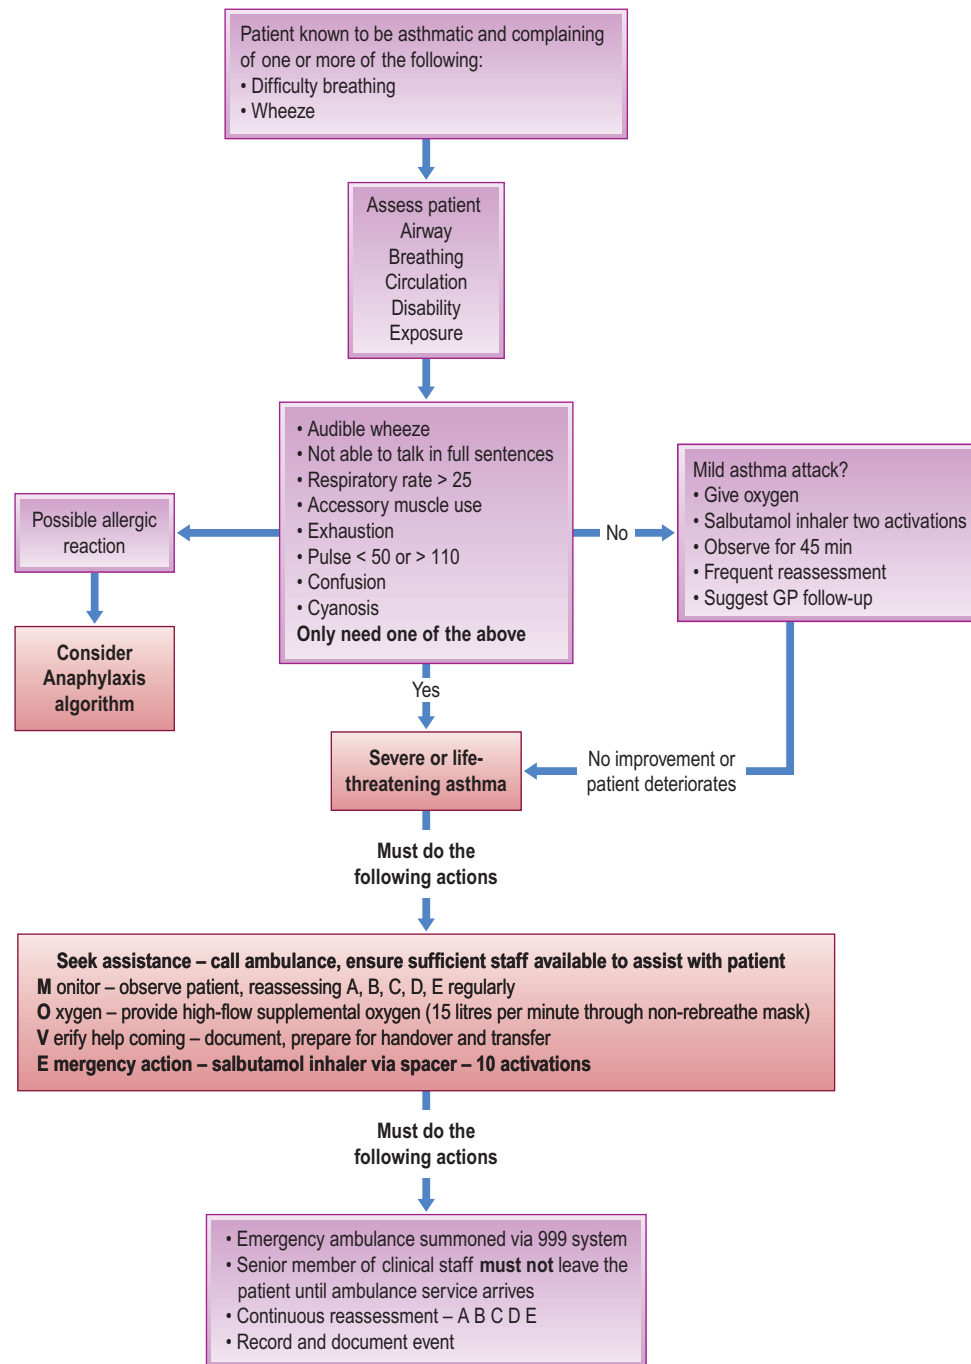 Patient known to be asthmatic and complaining
of one or more of the following:
• Difficulty breathing
• Wheeze
Assess patient
Airway
Breathing
Circulation
Disability
Exposure
• Audible wheeze
• Not able to talk in full sentences
• Respiratory rate > 25
• Accessory muscle use
• Exhaustion
• Pulse < 50 or > 110
• Confusion
• Cyanosis
Only need one of the above
Possible allergic
reaction
Consider
Anaphylaxis
algorithm
No
Mild asthma attack?
• Give oxygen
• Salbutamol inhaler two activations
• Observe for 45 min
• Frequent reassessment
• Suggest GP follow-up
Yes
Severe or life-
threatening asthma
No improvement or
patient deteriorates
Must do the
following actions
Seek assistance – call ambulance, ensure sufficient staff available to assist with patient
M onitor – observe patient, reassessing A, B, C, D, E regularly
O xygen – provide high-flow supplemental oxygen (15 litres per minute through non-rebreathe mask)
V erify help coming – document, prepare for handover and transfer
E mergency action – salbutamol inhaler via spacer – 10 activations
Must do the
following actions
• Emergency ambulance summoned via 999 system
• Senior member of clinical staff must not leave the
patient until ambulance service arrives
• Continuous reassessment – A B C D E
• Record and document event